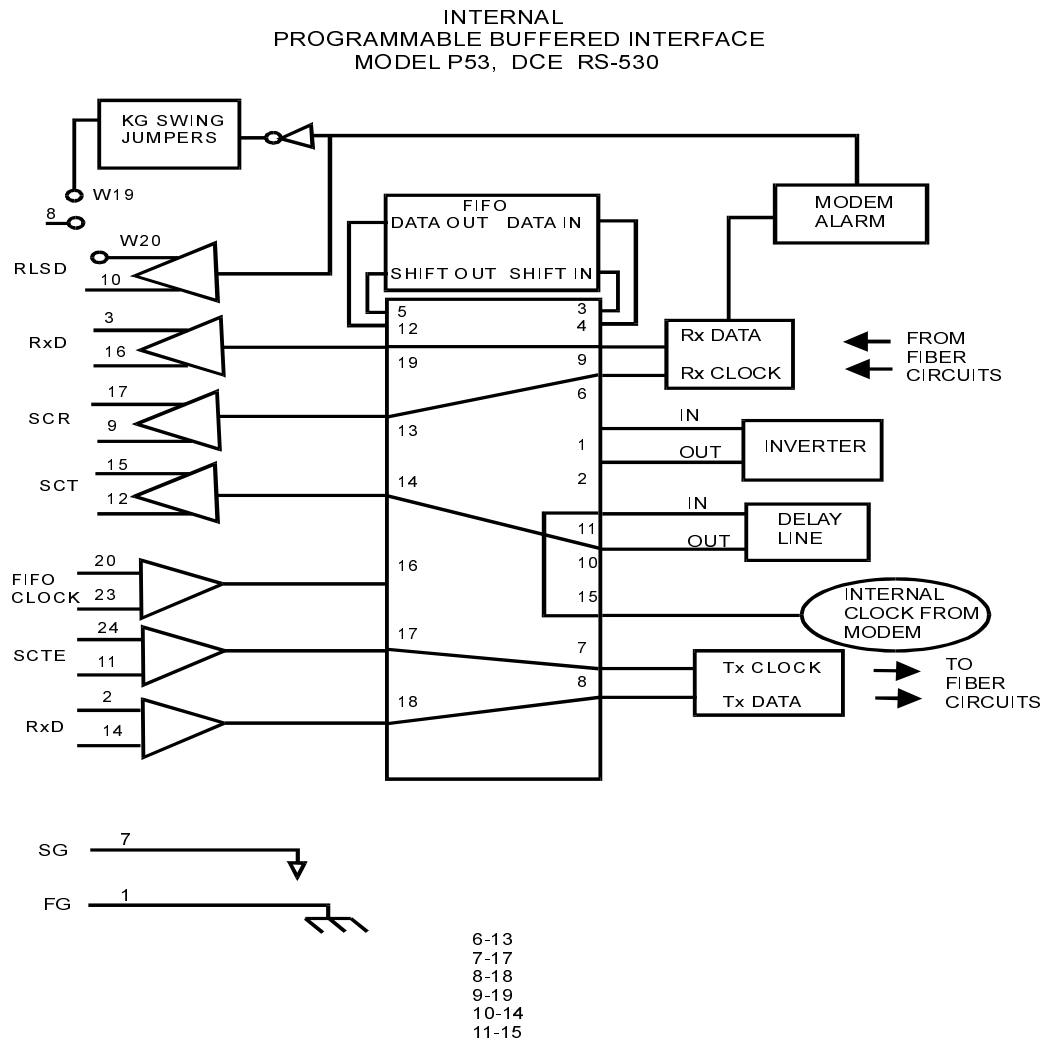 INTERNAL
PROGRAMMABLE BUFFERED INTERFACE
MODEL P53, DCE RS-530
KG SWING
JUMPERS
W19
8
W20
RLSD
10
FIFO
DATA OUT DATA IN
SHIFT OUT SHIFT IN
MODEM
ALARM
3
RxD
16
5
12
19
3
4
9
6
Rx DATA
Rx CLOCK
FROM
FIBER
CIRCUITS
17
SCR
9
13
IN
OUT
1
2
INVERTER
15
SCT
12
14
IN
OUT
11
10
15
DELAY
LINE
20
FIFO
CLOCK
23
16
INTERNAL
CLOCK FROM
MODEM
24
SCTE
11
17
7
8
Tx CLOCK
Tx DATA
TO
FIBER
CIRCUITS
2
RxD
14
18
SG
7
FG
1
6-13
7-17
8-18
9-19
10-14
11-15